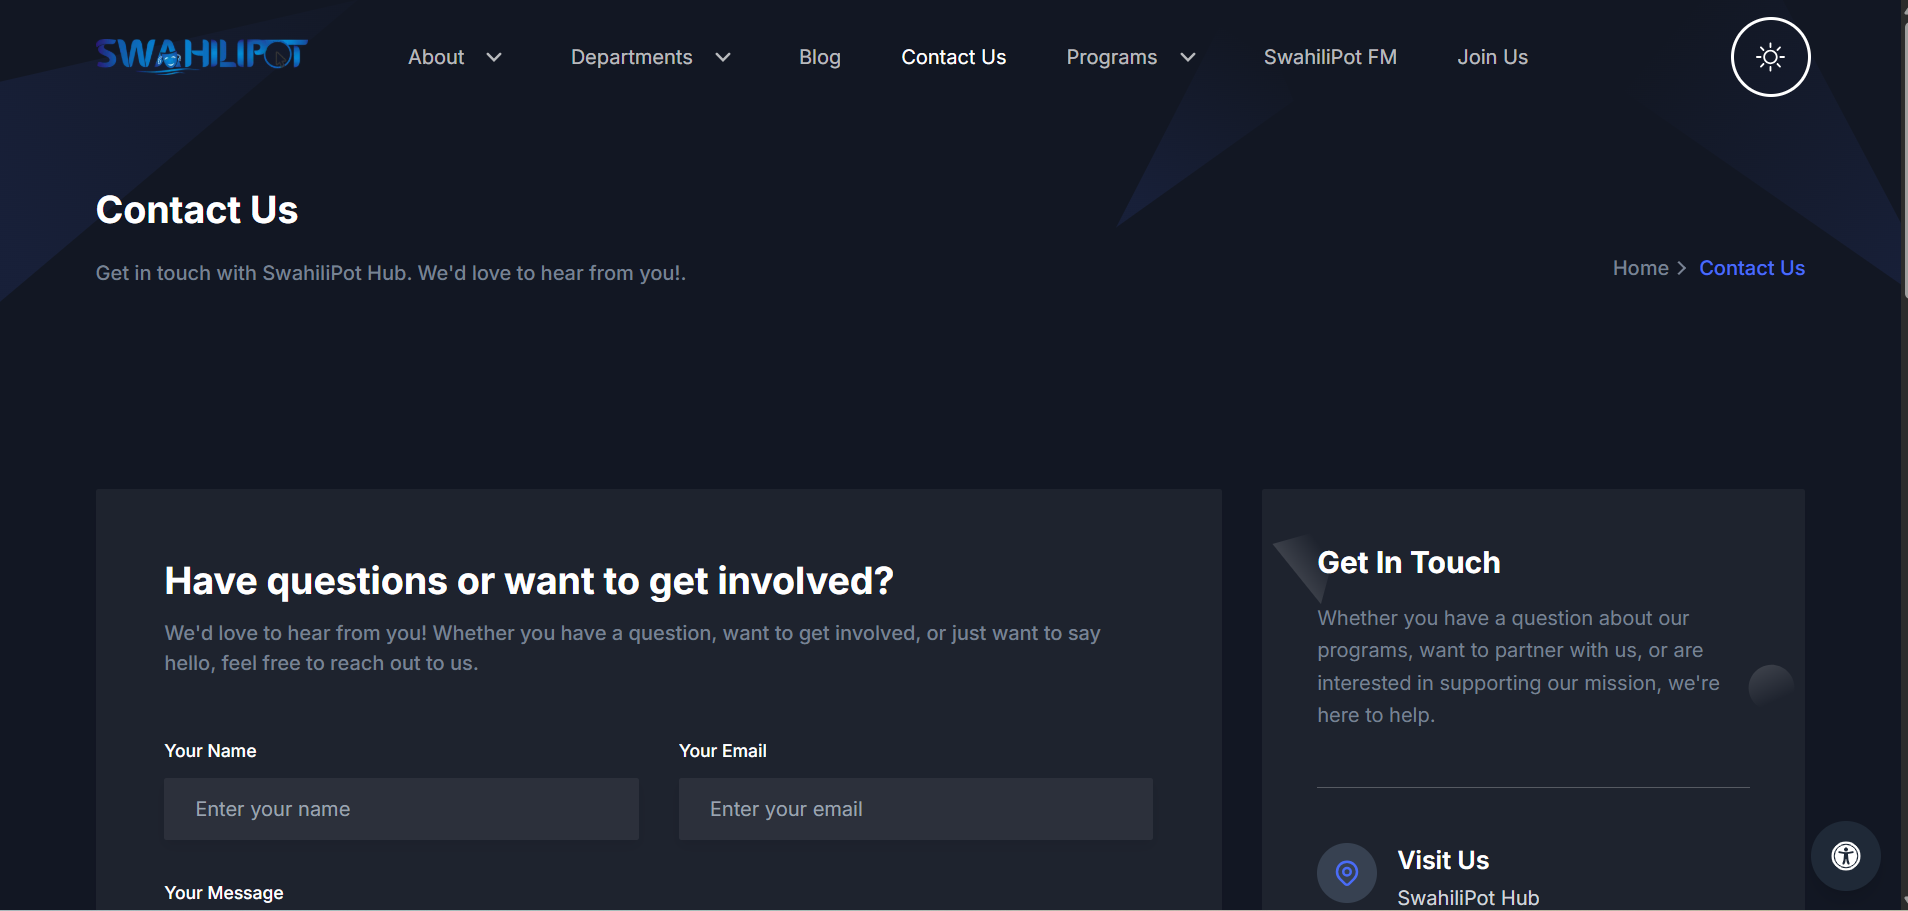 SWAHILIPOT
About
Departments
Blog
Contact Us
Programs
SwahiliPot FM
Join Us
Contact Us
Get in touch with SwahiliPot Hub. We'd love to hear from you!.
Home
Contact Us
Have questions or want to get involved?
We'd love to hear from you! Whether you have a question, want to get involved, or just want to say
hello, feel free to reach out to us.
Your Name
Your Email
Enter your name
Enter your email
Your Message
Get In Touch
Whether you have a question about our
programs, want to partner with us, or are
interested in supporting our mission, we're
here to help.
Visit Us
SwahiliPot Hub